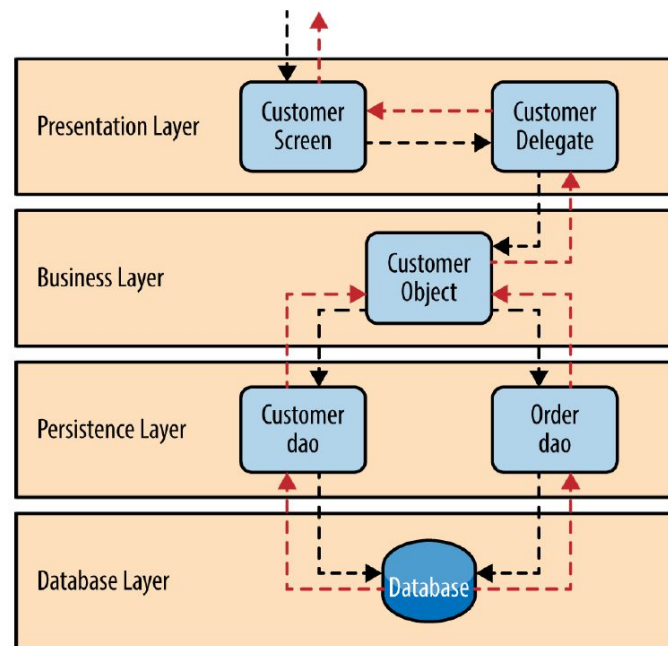 Presentation Layer
Customer
Screen
Customer
Delegate
Business Layer
Customer
Object
Persistence Layer
Customer
dao
Order
dao
Database Layer
Database